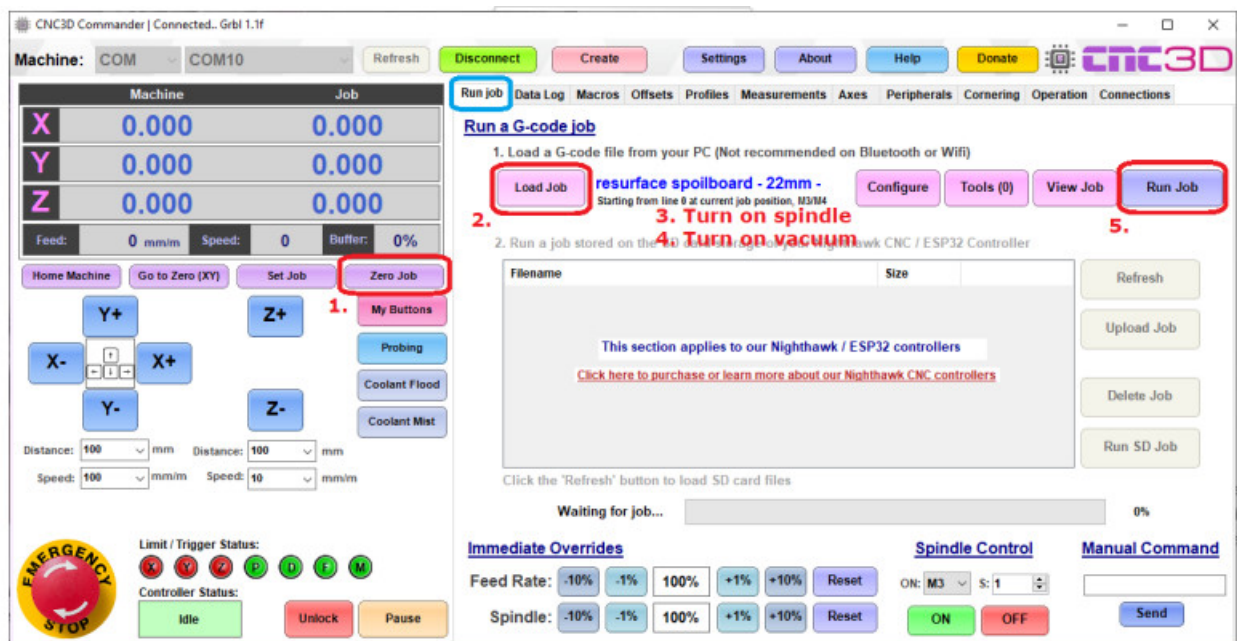 CNC3D Commander | Connected.. Grbl 1.1f
Machine: COM COM10 Refresh Disconnect Create Settings About Help Donate CNC3D
Machine Job
X 0.000 0.000
Y 0.000 0.000
Z 0.000 0.000
Feed: 0 mm/m Speed: 0 Buffer: 0%
Home Machine Go to Zero (XY) Set Job Zero Job
1.
My Buttons
Probing
Coolant Flood
Coolant Mist
Y+ Z+
X- X+
Y- Z-
Distance: 100 mm Distance: 100 mm
Speed: 100 mm/m Speed: 10 mm/m
EMERGENCY
STOP
Limit / Trigger Status:
X Y Z P D F M
Controller Status:
Idle Unlock Pause
Run job Data Log Macros Offsets Profiles Measurements Axes Peripherals Cornering Operation Connections
Run a G-code job
1. Load a G-code file from your PC (Not recommended on Bluetooth or Wifi)
Load Job resurface spoilboard - 22mm - Configure Tools (0) View Job Run Job
Starting from line 0 at current job position, M3/M4
2. 3. Turn on spindle
4. Turn on vacuum 5.
2. Run a job stored on the SD card storage of your Nighthawk CNC / ESP32 Controller
Filename Size
Refresh
Upload Job
Delete Job
Run SD Job
This section applies to our Nighthawk / ESP32 controllers
Click here to purchase or learn more about our Nighthawk CNC controllers
Click the 'Refresh' button to load SD card files
Waiting for job... 0%
Immediate Overrides Spindle Control Manual Command
Feed Rate: -10% -1% 100% +1% +10% Reset ON: M3 S: 1
Spindle: -10% -1% 100% +1% +10% Reset ON OFF Send